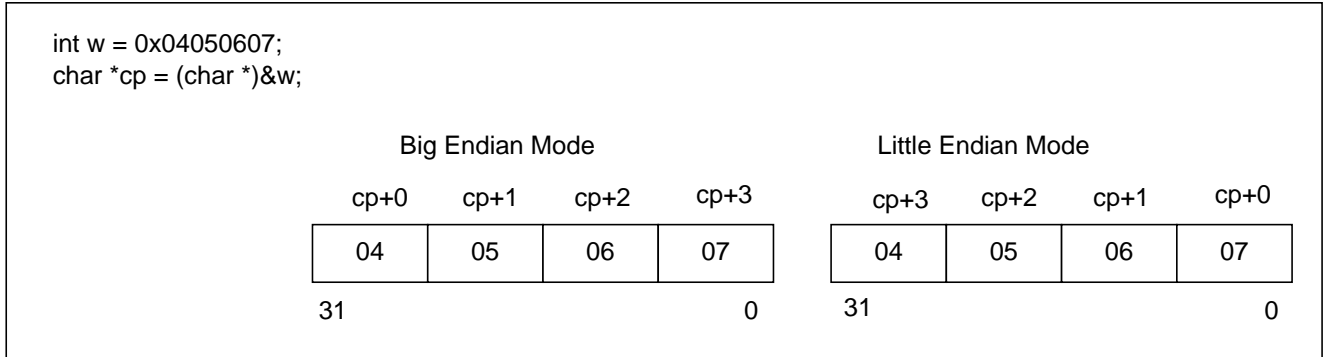 int w = 0x04050607;
char *cp = (char *)&w;
Big Endian Mode Little Endian Mode
cp+0 cp+1 cp+2 cp+3 cp+3 cp+2 cp+1 cp+0
04 05 06 07 04 05 06 07
31 0 31 0